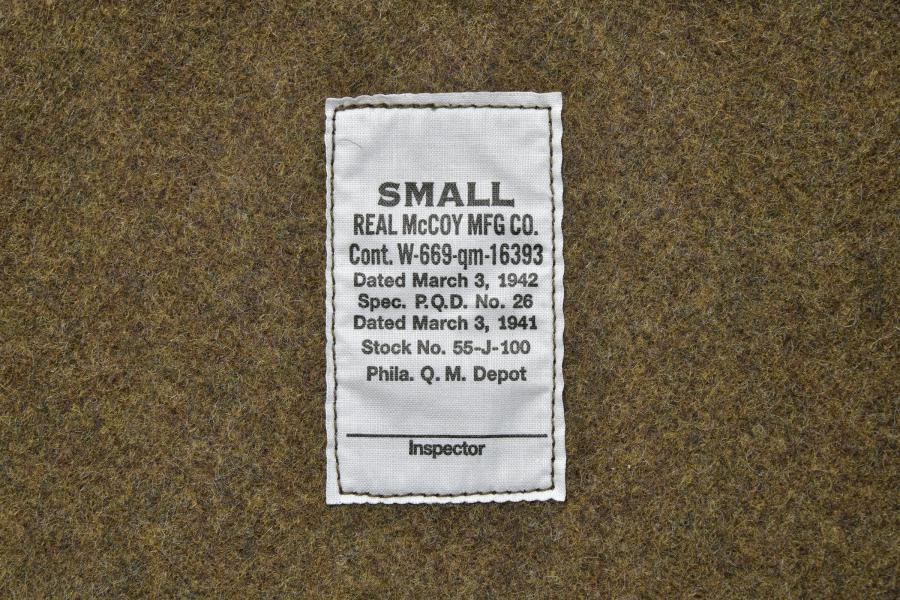 SMALL
REAL McCOY MFG CO.
Cont. W-669-qm-16393
Dated March 3, 1942
Spec. P.Q.D. No. 26
Dated March 3, 1941
Stock No. 55-J-100
Phila. Q. M. Depot
Inspector